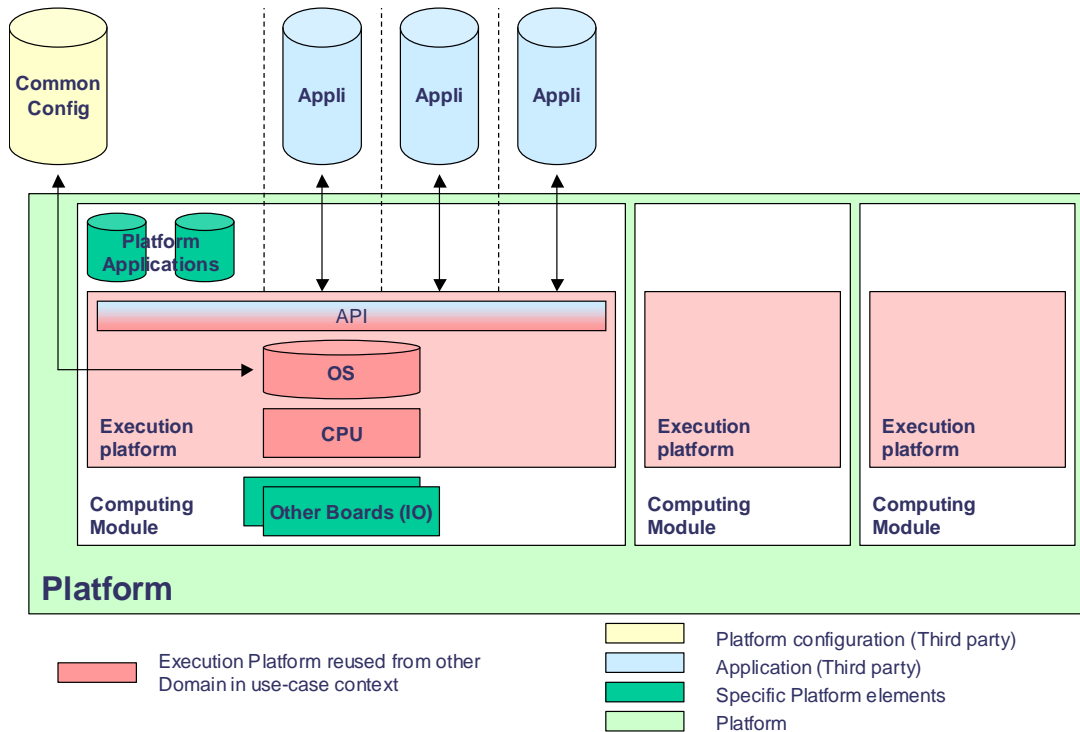 Common
Config
Appli
Appli
Appli
Platform
Applications
API
OS
CPU
Execution
platform
Other Boards (IO)
Computing
Module
Execution
platform
Computing
Module
Execution
platform
Computing
Module
Platform
Execution Platform reused from other
Domain in use-case context
Platform configuration (Third party)
Application (Third party)
Specific Platform elements
Platform